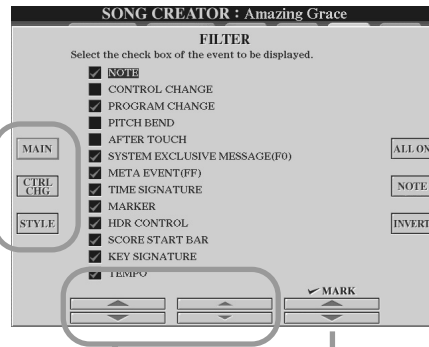 SONG CREATOR : Amazing Grace
FILTER
Select the check box of the event to be displayed.
NOTE
CONTROL CHANGE
PROGRAM CHANGE
PITCH BEND
AFTER TOUCH
SYSTEM EXCLUSIVE MESSAGE(F0)
META EVENT(FF)
TIME SIGNATURE
MARKER
HDR CONTROL
SCORE START BAR
KEY SIGNATURE
TEMPO
MAIN
CTRL
CHG
STYLE
ALL ON
NOTE
INVERT
MARK